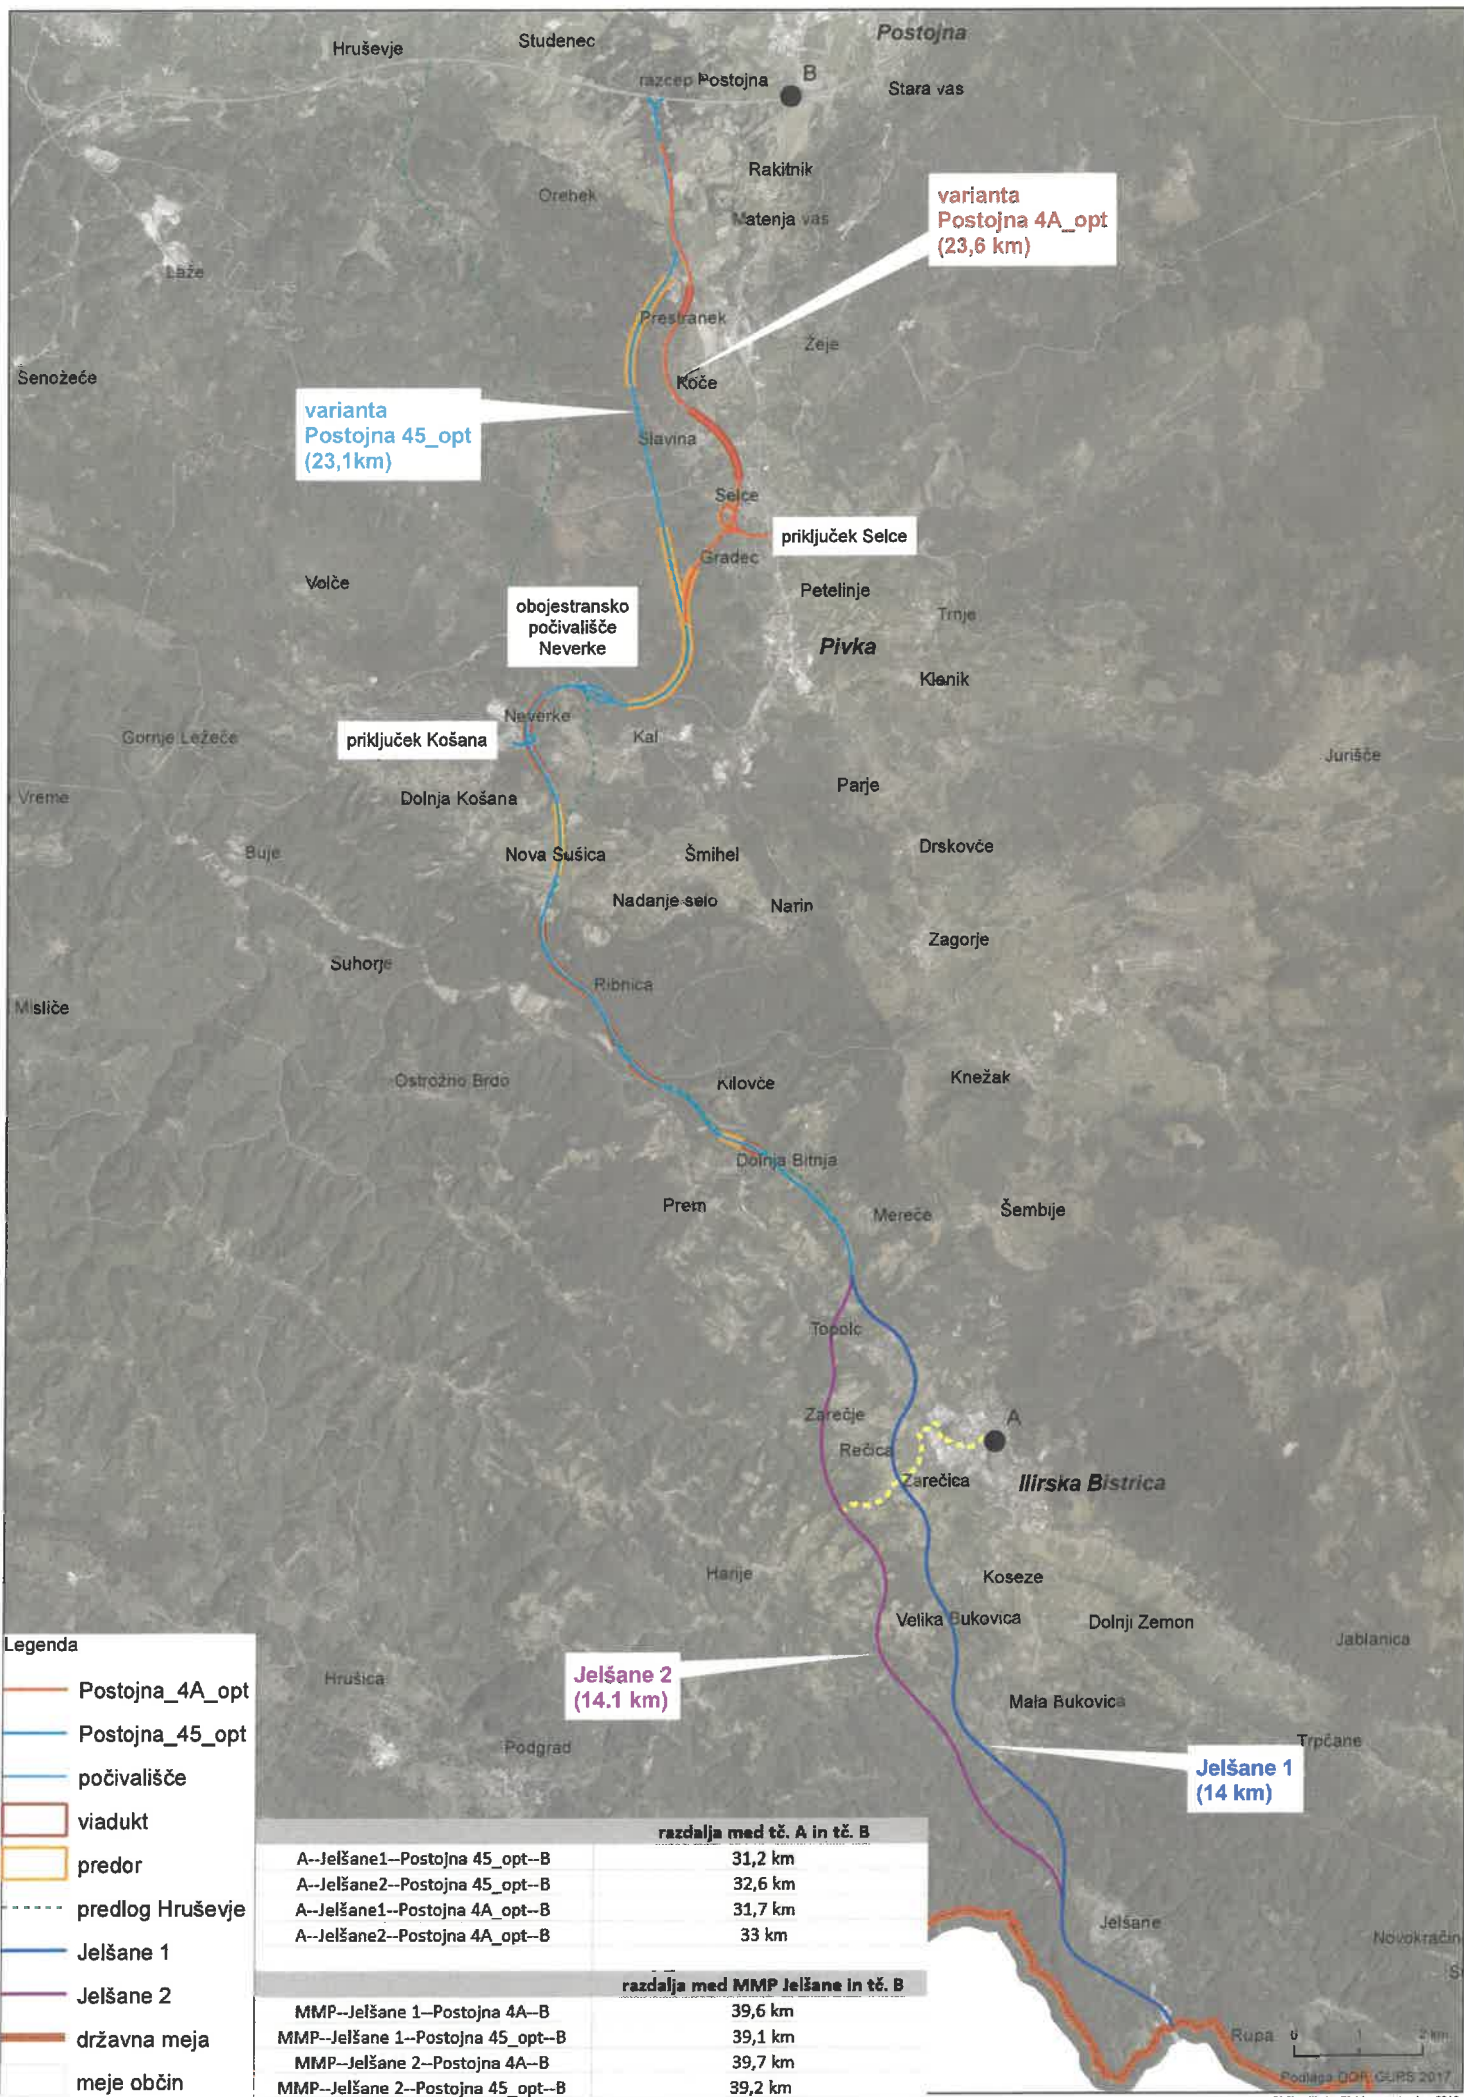 Postojna
Hruševje
Studenec
razcep Postojna
B
Stara vas
Rakitnik
Orehek
Matenja vas
varianta
Postojna 4A_opt
(23,6 km)
Laže
Prestranek
Žeje
Senožeče
Koče
varianta
Postojna 45_opt
(23,1km)
Slavina
Selce
priključek Selce
Gradec
Volče
Petelinje
obojestransko
počivališče
Neverke
Trnje
Pivka
Klenik
Neverke
priključek Košana
Gornje Ležeče
Kal
Jurišče
Parje
Vreme
Dolnja Košana
Buje
Nova Sušica
Šmihel
Drskovče
Nadanje selo
Narin
Zagorje
Suhorje
Ribnica
Misliče
Ostrožno Brdo
Kilovče
Knežak
Dolnja Bitnja
Prem
Mereče
Šembije
Topolc
Zarečje
A
Rečica
Zarečica
Ilirska Bistrica
Harije
Koseze
Velika Bukovica
Dolnji Zemon
Jablanica
Hrušica
Jelšane 2
(14.1 km)
Mala Bukovica
Podgrad
Trpčane
Jelšane 1
(14 km)
Jelšane
Novokračin
Rupa
0 1 2 km
Podlaga DOF, GURS 2017
Legenda
Postojna_4A_opt
Postojna_45_opt
počivališče
viadukt
predor
predlog Hruševje
Jelšane 1
Jelšane 2
državna meja
meje občin
razdalja med tč. A in tč. B
A--Jelšane1--Postojna 45_opt--B 31,2 km
A--Jelšane2--Postojna 45_opt--B 32,6 km
A--Jelšane1--Postojna 4A_opt--B 31,7 km
A--Jelšane2--Postojna 4A_opt--B 33 km
razdalja med MMP Jelšane in tč. B
MMP--Jelšane 1--Postojna 4A--B 39,6 km
MMP--Jelšane 1--Postojna 45_opt--B 39,1 km
MMP--Jelšane 2--Postojna 4A--B 39,7 km
MMP--Jelšane 2--Postojna 45_opt--B 39,2 km